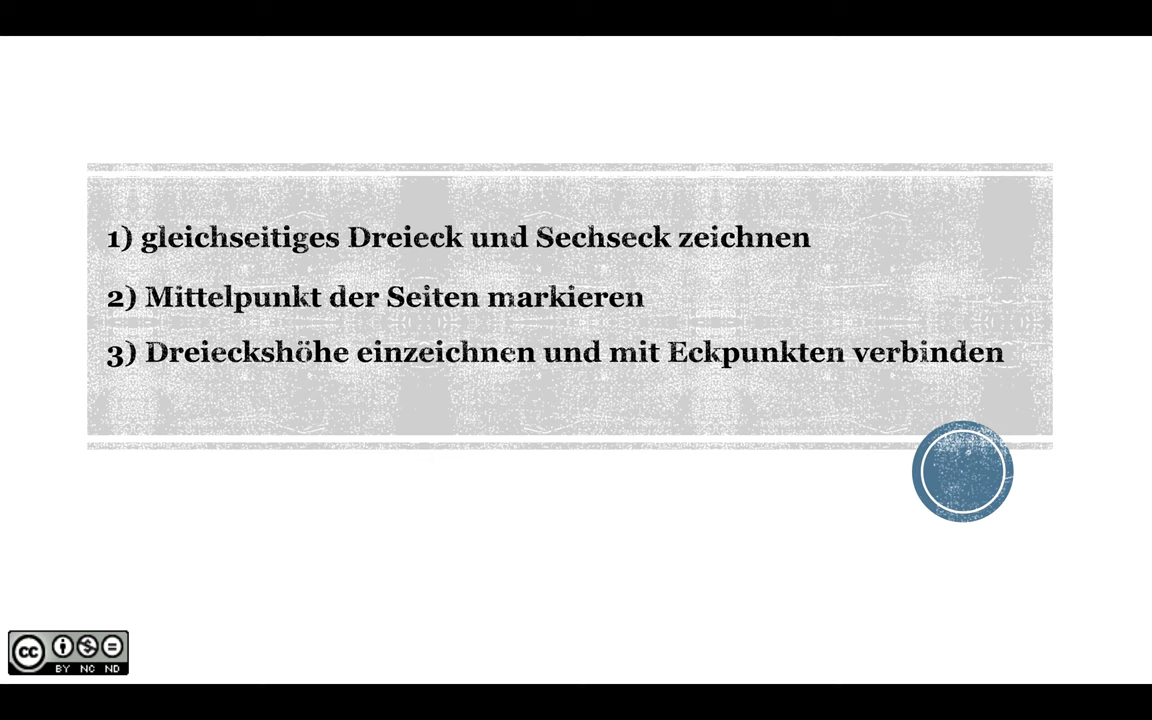 1) gleichseitiges Dreieck und Sechseck zeichnen
2) Mittelpunkt der Seiten markieren
3) Dreieckshöhe einzeichnen und mit Eckpunkten verbinden
cc
BY NC ND